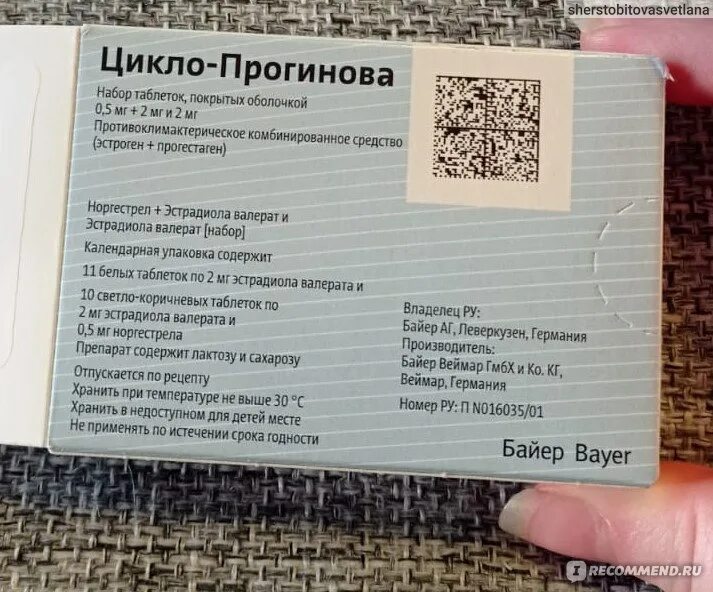 sherstobitovasvetlana
Цикло-Прогинова
Набор таблеток, покрытых оболочкой
0,5 мг + 2 мг и 2 мг
Противоклимактерическое комбинированное средство
(эстроген + прогестаген)
Норгестрел + Эстрадиола валерат и
Эстрадиола валерат [набор]
Календарная упаковка содержит
11 белых таблеток по 2 мг эстрадиола валерата и
10 светло-коричневых таблеток по
2 мг эстрадиола валерата и
0,5 мг норгестрела
Препарат содержит лактозу и сахарозу
Отпускается по рецепту
Хранить при температуре не выше 30 °C
Хранить в недоступном для детей месте
Не применять по истечении срока годности
Владелец РУ:
Байер АГ, Леверкузен, Германия
Производитель:
Байер Веймар ГмбХ и Ко. КГ,
Веймар, Германия
Номер РУ: П N016035/01
Байер Bayer
IRECOMMEND.RU